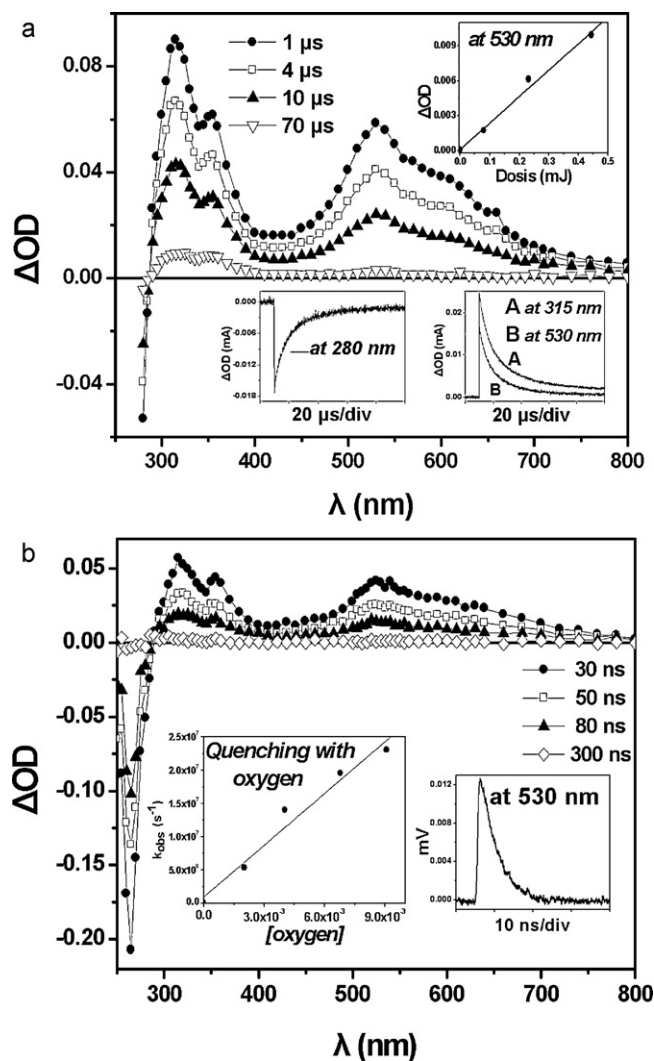 a
1 μs
4 μs
10 μs
70 μs
at 530 nm
ΔOD
0.009
0.006
0.003
0.000
0.0 0.2 0.4 0.6
Dosis (mJ)
ΔOD
0.08
0.04
0.00
-0.04
ΔOD (mA)
0.000
-0.006
-0.012
-0.018
at 280 nm
20 μs/div
ΔOD (mA)
0.02
0.01
0.00
A at 315 nm
B at 530 nm
A
B
20 μs/div
300 400 500 600 700 800
λ (nm)
b
ΔOD
0.05
0.00
-0.05
-0.10
-0.15
-0.20
30 ns
50 ns
80 ns
300 ns
Quenching with
oxygen
kobs (s⁻¹)
2.5x10⁷
2.0x10⁷
1.5x10⁷
1.0x10⁷
5.0x10⁶
0.0
0.0 3.0x10⁻³ 6.0x10⁻³ 9.0x10⁻³
[oxygen]
at 530 nm
mV
0.012
0.008
0.004
0.000
10 ns/div
300 400 500 600 700 800
λ (nm)